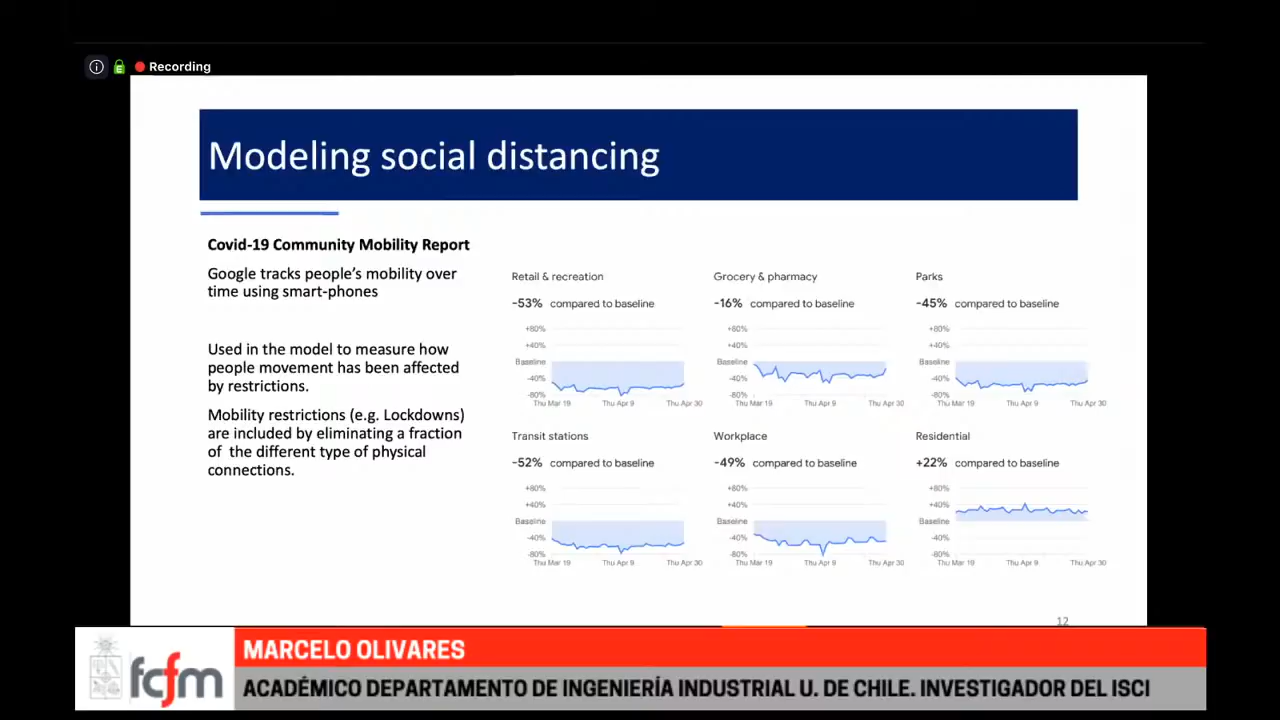 Recording
Modeling social distancing
Covid-19 Community Mobility Report
Google tracks people's mobility over
time using smart-phones
Used in the model to measure how
people movement has been affected
by restrictions.
Mobility restrictions (e.g. Lockdowns)
are included by eliminating a fraction
of the different type of physical
connections.
Retail & recreation
-53% compared to baseline
+80%
+40%
Baseline
-40%
-80%
Thu Mar 19 Thu Apr 9 Thu Apr 30
Grocery & pharmacy
-16% compared to baseline
+80%
+40%
Baseline
-40%
-80%
Thu Mar 19 Thu Apr 9 Thu Apr 30
Parks
-45% compared to baseline
+80%
+40%
Baseline
-40%
-80%
Thu Mar 19 Thu Apr 9 Thu Apr 30
Transit stations
-52% compared to baseline
+80%
+40%
Baseline
-40%
-80%
Thu Mar 19 Thu Apr 9 Thu Apr 30
Workplace
-49% compared to baseline
+80%
+40%
Baseline
-40%
-80%
Thu Mar 19 Thu Apr 9 Thu Apr 30
Residential
+22% compared to baseline
+80%
+40%
Baseline
-40%
-80%
Thu Mar 19 Thu Apr 9 Thu Apr 30
12
fcfm
MARCELO OLIVARES
ACADÉMICO DEPARTAMENTO DE INGENIERÍA INDUSTRIAL U. DE CHILE. INVESTIGADOR DEL ISCI